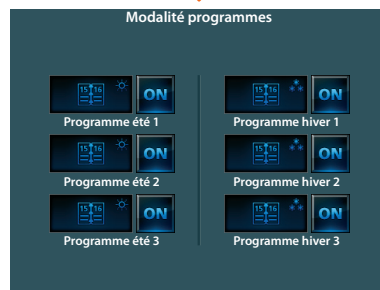 Modalité programmes
15 16 ON
Programme été 1
15 16 ON
Programme hiver 1
15 16 ON
Programme été 2
15 16 ON
Programme hiver 2
15 16 ON
Programme été 3
15 16 ON
Programme hiver 3